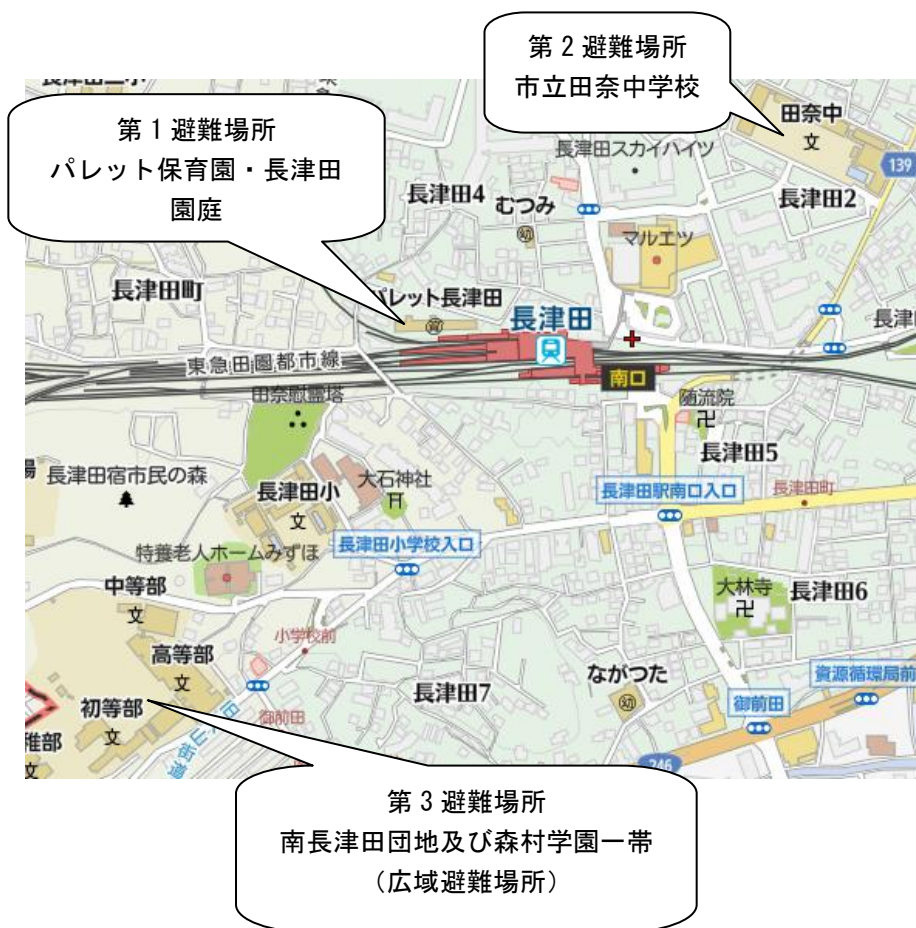 第２避難場所
市立田奈中学校
第１避難場所
パレット保育園・長津田
園庭
田奈中
文
139
長津田スカイハイツ
長津田4
むつみ
幼
長津田2
マルエツ
長津田町
パレット長津田
長津田
東急田園都市線
南口
田奈慰霊塔
随流院
卍
長津田5
長津田宿市民の森
長津田小
文
大石神社
長津田駅南口入口
長津田町
長津田小学校入口
特養老人ホームみずほ
中等部
文
大林寺
卍
長津田6
小学校前
高等部
文
長津田7
ながつた
幼
資源循環局前
初等部
文
御前田
御前田
246
文
第３避難場所
南長津田団地及び森村学園一帯
（広域避難場所）